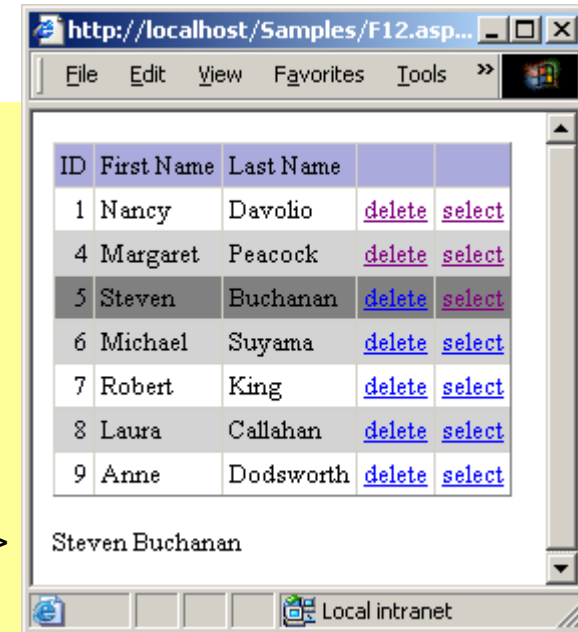 http://localhost/Samples/F12.asp...
File Edit View Favorites Tools »
ID First Name Last Name
1 Nancy Davolio delete select
4 Margaret Peacock delete select
5 Steven Buchanan delete select
6 Michael Suyama delete select
7 Robert King delete select
8 Laura Callahan delete select
9 Anne Dodsworth delete select
>
Steven Buchanan
Local intranet